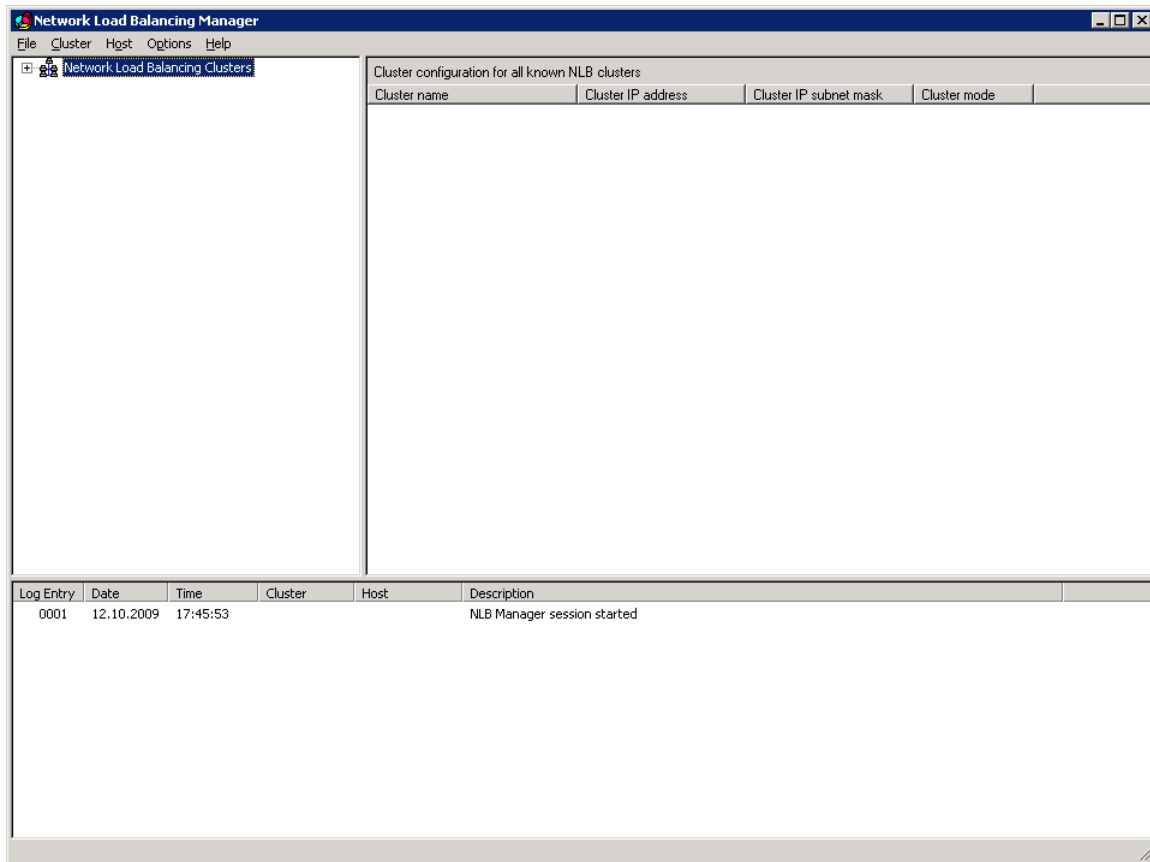 Network Load Balancing Manager
File Cluster Host Options Help
Network Load Balancing Clusters
Cluster configuration for all known NLB clusters
Cluster name Cluster IP address Cluster IP subnet mask Cluster mode
Log Entry Date Time Cluster Host Description
0001 12.10.2009 17:45:53 NLB Manager session started